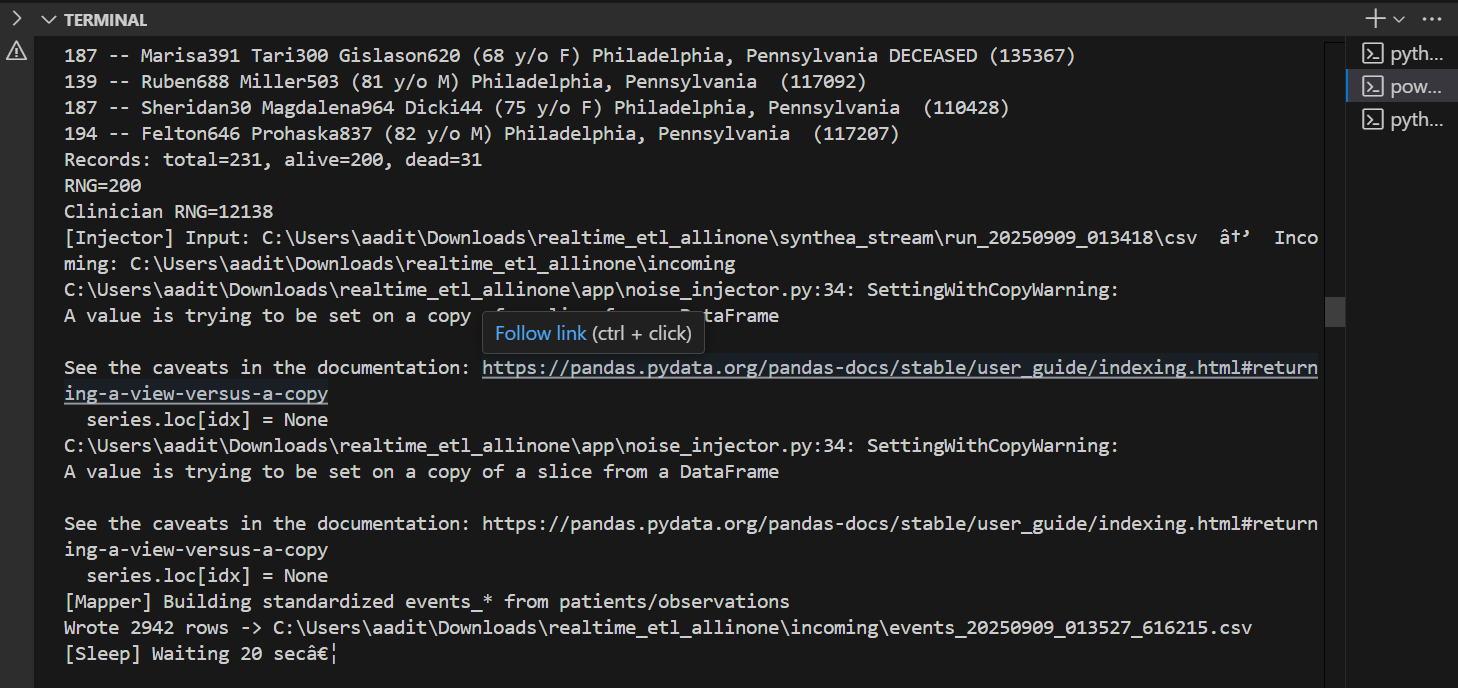 TERMINAL
187 -- Marisa391 Tari300 Gislason620 (68 y/o F) Philadelphia, Pennsylvania DECEASED (135367)
139 -- Ruben688 Miller503 (81 y/o M) Philadelphia, Pennsylvania  (117092)
187 -- Sheridan30 Magdalena964 Dicki44 (75 y/o F) Philadelphia, Pennsylvania  (110428)
194 -- Felton646 Prohaska837 (82 y/o M) Philadelphia, Pennsylvania  (117207)
Records: total=231, alive=200, dead=31
RNG=200
Clinician RNG=12138
[Injector] Input: C:\Users\aadit\Downloads\realtime_etl_allinone\synthea_stream\run_20250909_013418\csv  â†’  Inco
ming: C:\Users\aadit\Downloads\realtime_etl_allinone\incoming
C:\Users\aadit\Downloads\realtime_etl_allinone\app\noise_injector.py:34: SettingWithCopyWarning:
A value is trying to be set on a copy taFrame
Follow link (ctrl + click)
See the caveats in the documentation: https://pandas.pydata.org/pandas-docs/stable/user_guide/indexing.html#return
ing-a-view-versus-a-copy
  series.loc[idx] = None
C:\Users\aadit\Downloads\realtime_etl_allinone\app\noise_injector.py:34: SettingWithCopyWarning:
A value is trying to be set on a copy of a slice from a DataFrame
See the caveats in the documentation: https://pandas.pydata.org/pandas-docs/stable/user_guide/indexing.html#return
ing-a-view-versus-a-copy
  series.loc[idx] = None
[Mapper] Building standardized events_* from patients/observations
Wrote 2942 rows -> C:\Users\aadit\Downloads\realtime_etl_allinone\incoming\events_20250909_013527_616215.csv
[Sleep] Waiting 20 secâ€¦
pyth...
pow...
pyth...